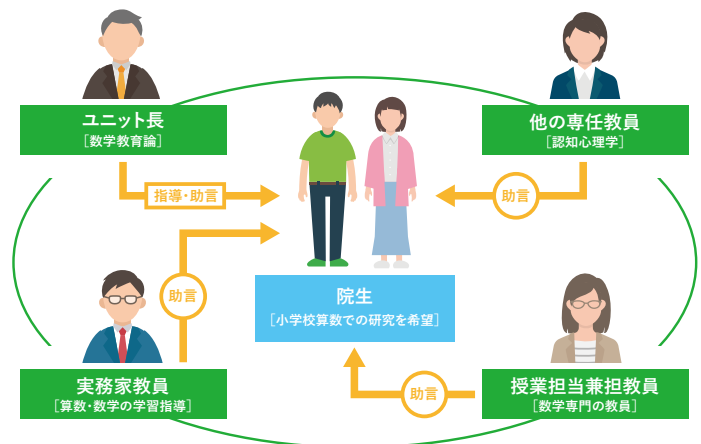 ユニット長
[数学教育論]
他の専任教員
[認知心理学]
指導・助言
助言
助言
院生
[小学校算数での研究を希望]
実務家教員
[算数・数学の学習指導]
助言
授業担当兼担教員
[数学専門の教員]